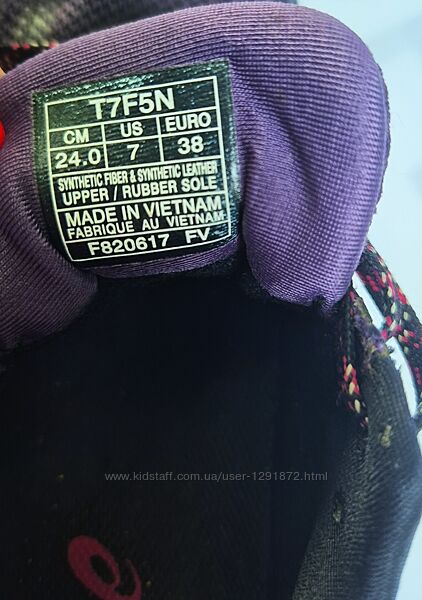 T7F5N
CM US EURO
24.0 7 38
SYNTHETIC FIBER & SYNTHETIC LEATHER
UPPER / RUBBER SOLE
MADE IN VIETNAM
FABRIQUE AU VIETNAM
F820617 FV
www.kidstaff.com.ua/user-1291872.html